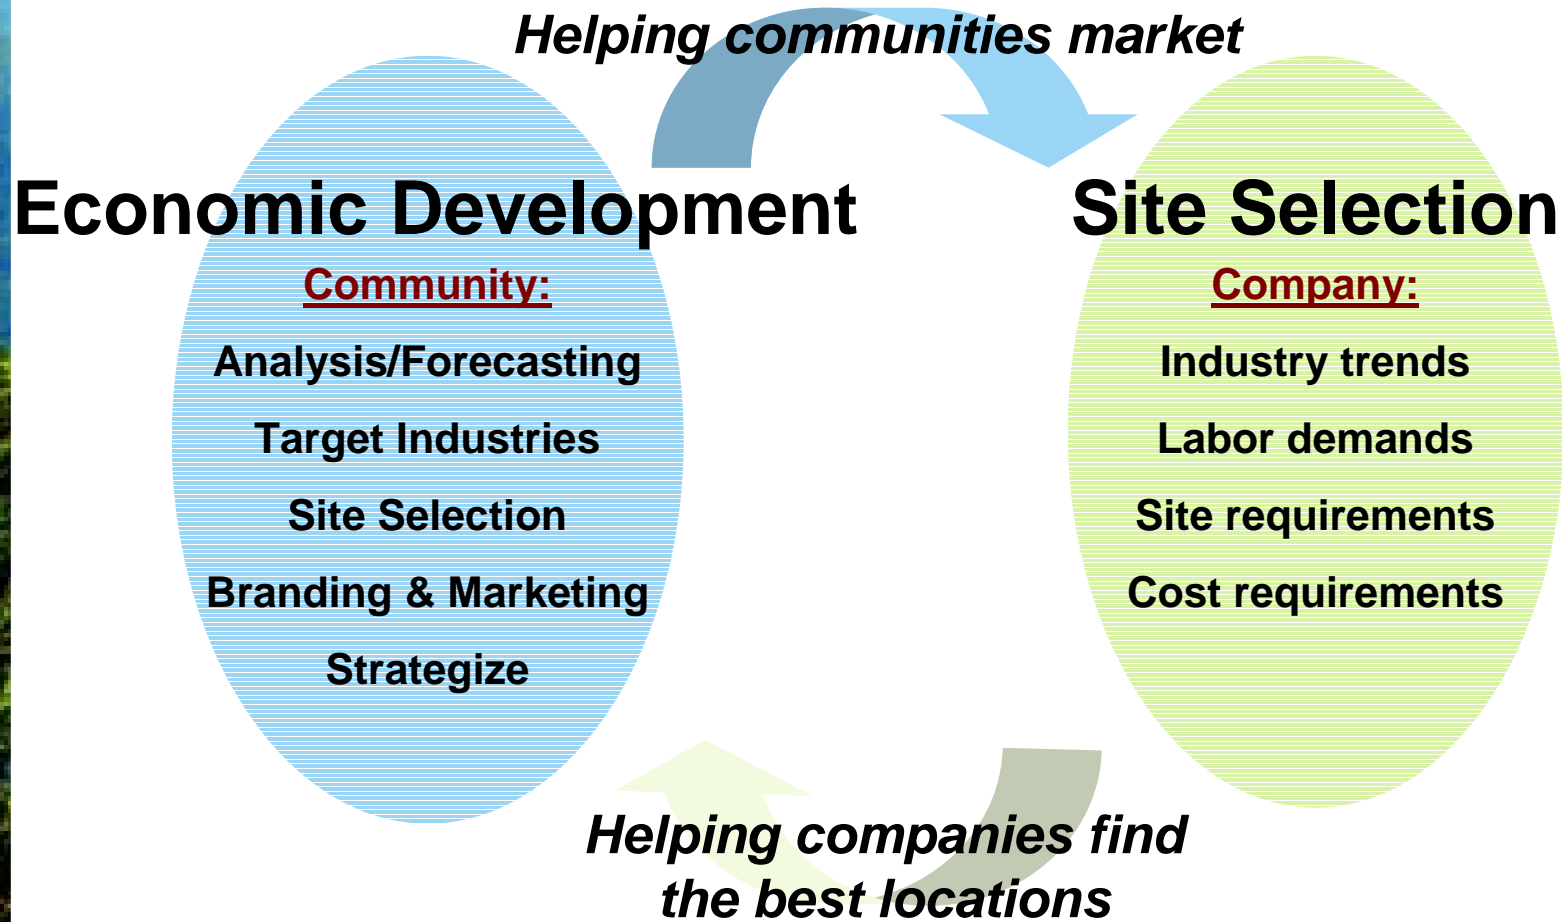 Helping communities market
Economic Development
Community:
Analysis/Forecasting
Target Industries
Site Selection
Branding & Marketing
Strategize
Site Selection
Company:
Industry trends
Labor demands
Site requirements
Cost requirements
Helping companies find
the best locations